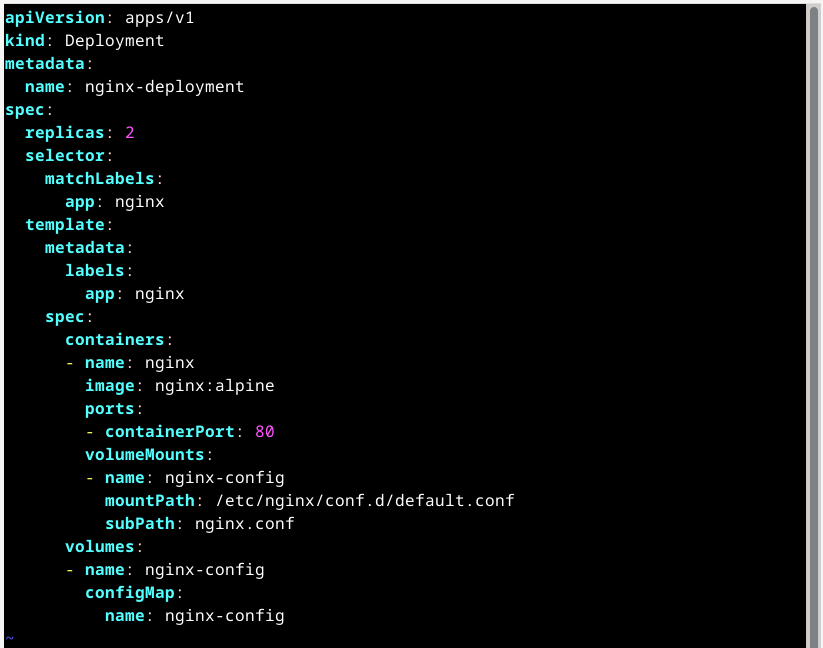 apiVersion: apps/v1
kind: Deployment
metadata:
  name: nginx-deployment
spec:
  replicas: 2
  selector:
    matchLabels:
      app: nginx
  template:
    metadata:
      labels:
        app: nginx
    spec:
      containers:
      - name: nginx
        image: nginx:alpine
        ports:
        - containerPort: 80
        volumeMounts:
        - name: nginx-config
          mountPath: /etc/nginx/conf.d/default.conf
          subPath: nginx.conf
      volumes:
      - name: nginx-config
        configMap:
          name: nginx-config
~